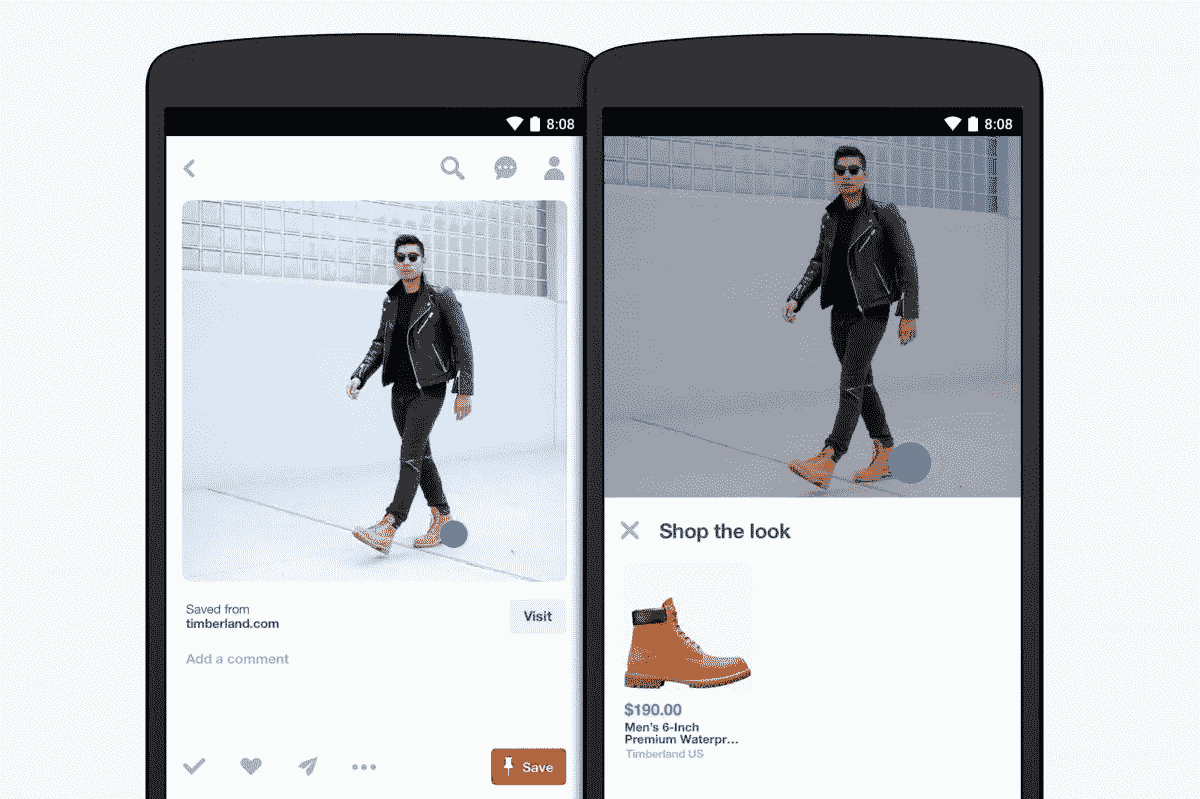 8:08
Saved from
timberland.com
Visit
Add a comment
Save
8:08
Shop the look
$190.00
Men's 6-Inch
Premium Waterpr...
Timberland US